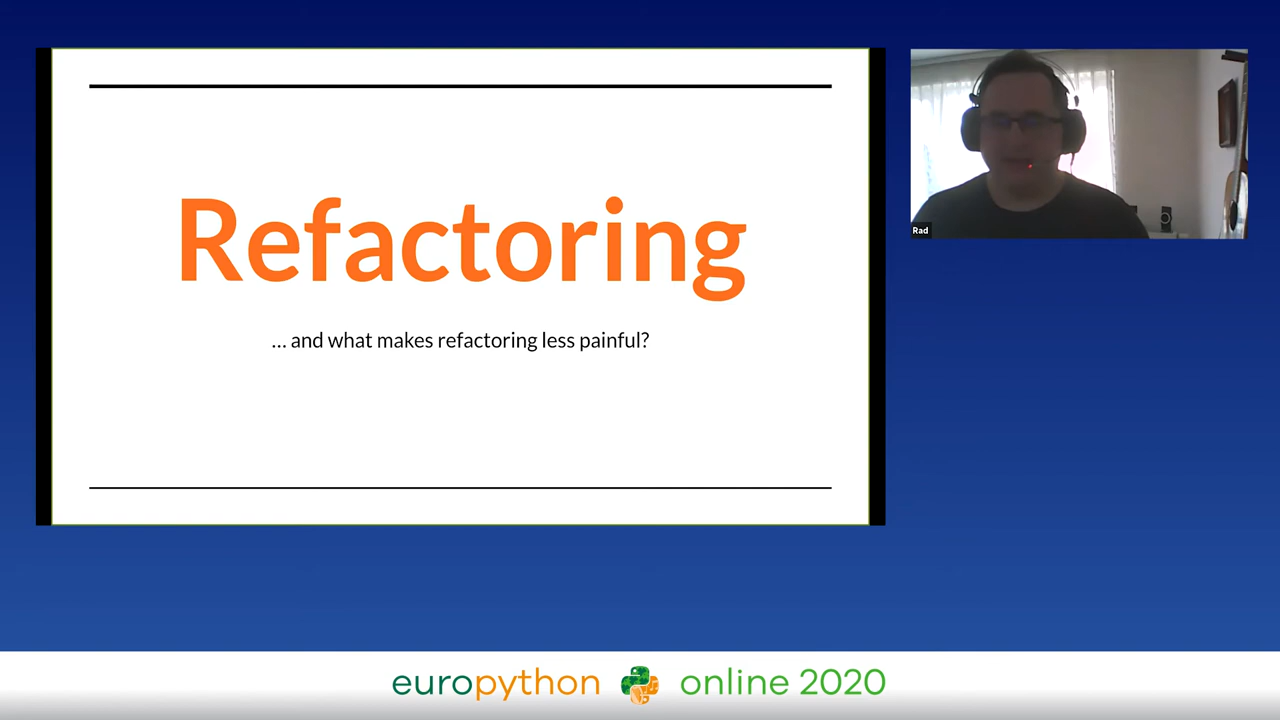 Refactoring
... and what makes refactoring less painful?
Rad
europython online 2020